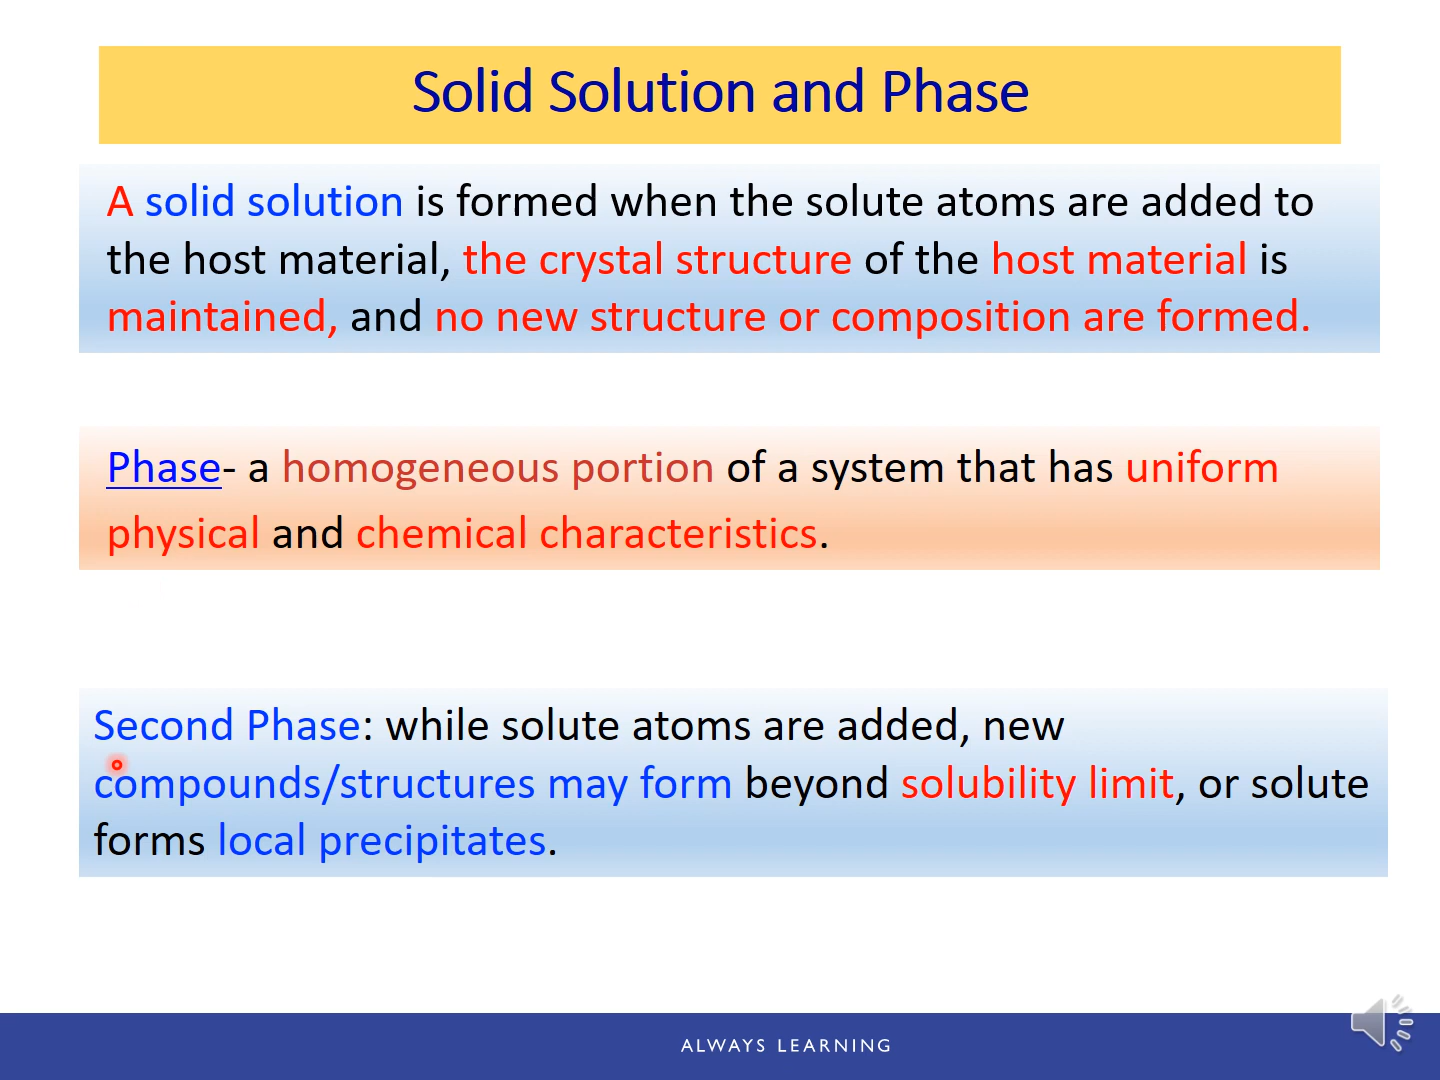 Solid Solution and Phase
A solid solution is formed when the solute atoms are added to
the host material, the crystal structure of the host material is
maintained, and no new structure or composition are formed.
Phase- a homogeneous portion of a system that has uniform
physical and chemical characteristics.
Second Phase: while solute atoms are added, new
compounds/structures may form beyond solubility limit, or solute
forms local precipitates.
ALWAYS LEARNING